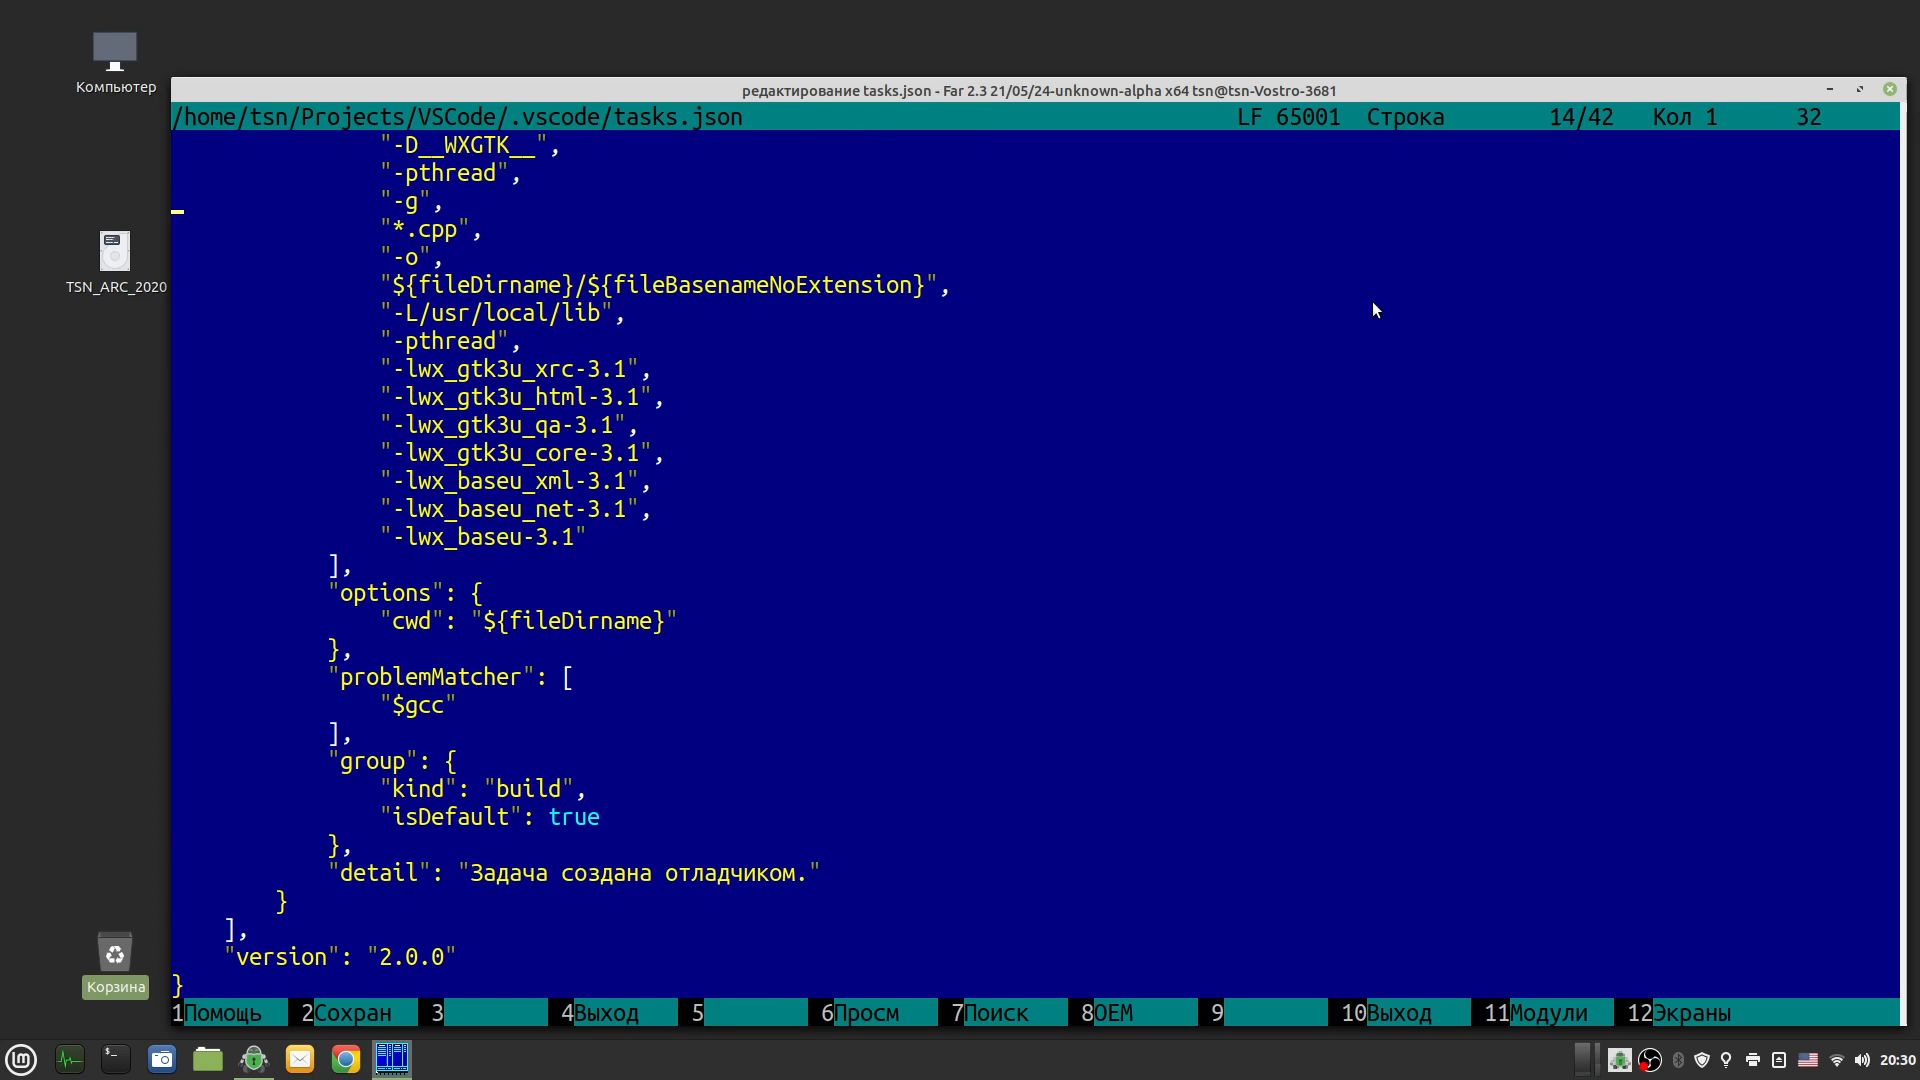 Компьютер
TSN_ARC_2020
Корзина
редактирование tasks.json - Far 2.3 21/05/24-unknown-alpha x64 tsn@tsn-Vostro-3681
/home/tsn/Projects/VSCode/.vscode/tasks.json LF 65001 Строка 14/42 Кол 1 32
"-D__WXGTK__",
"-pthread",
"-g",
"*.cpp",
"-o",
"${fileDirname}/${fileBasenameNoExtension}",
"-L/usr/local/lib",
"-pthread",
"-lwx_gtk3u_xrc-3.1",
"-lwx_gtk3u_html-3.1",
"-lwx_gtk3u_qa-3.1",
"-lwx_gtk3u_core-3.1",
"-lwx_baseu_xml-3.1",
"-lwx_baseu_net-3.1",
"-lwx_baseu-3.1"
],
"options": {
"cwd": "${fileDirname}"
},
"problemMatcher": [
"$gcc"
],
"group": {
"kind": "build",
"isDefault": true
},
"detail": "Задача создана отладчиком."
}
],
"version": "2.0.0"
}
1Помощь 2Сохран 3 4Выход 5 6Просм 7Поиск 8OEM 9 10Выход 11Модули 12Экраны
20:30